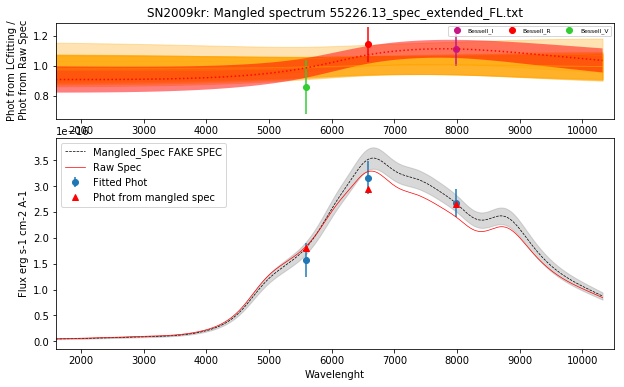 SN2009kr: Mangled spectrum 55226.13_spec_extended_FL.txt
Phot from LCfitting /
Phot from Raw Spec
1.2
1.0
0.8
Bessell_I
Bessell_R
Bessell_V
2000 3000 4000 5000 6000 7000 8000 9000 10000
1e−16
Mangled_Spec FAKE SPEC
Raw Spec
Fitted Phot
Phot from mangled spec
Flux erg s-1 cm-2 A-1
3.5
3.0
2.5
2.0
1.5
1.0
0.5
0.0
2000 3000 4000 5000 6000 7000 8000 9000 10000
Wavelenght